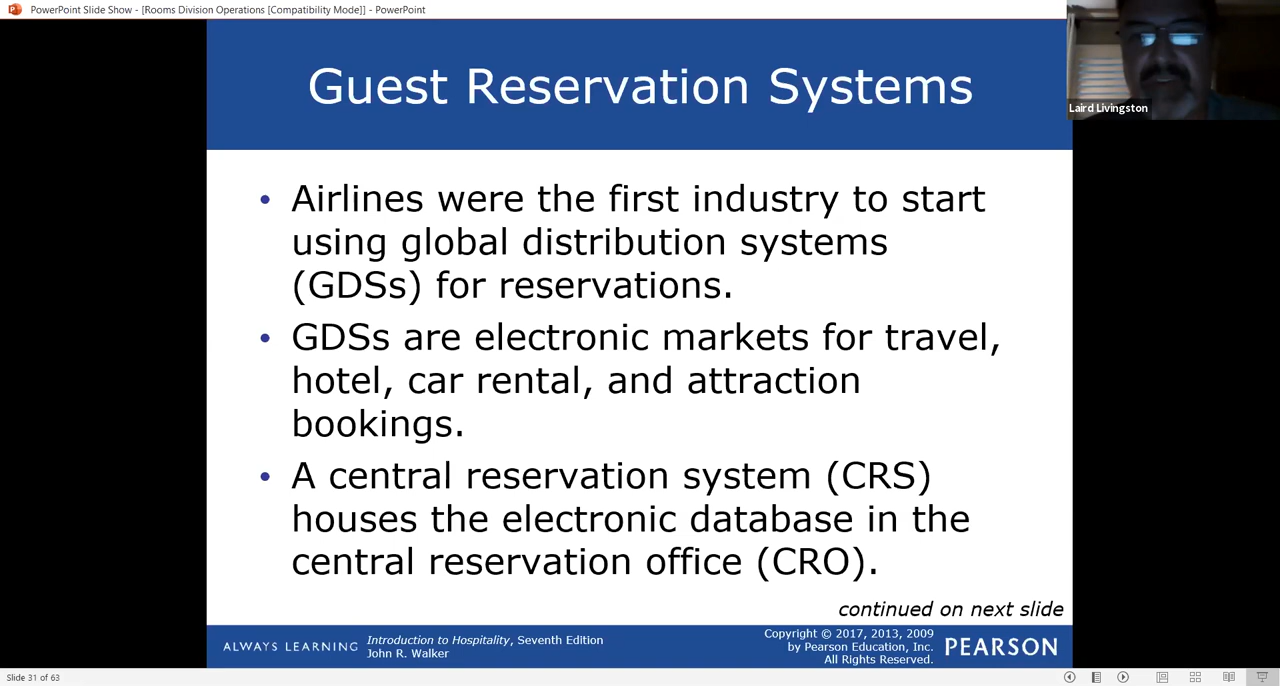 PowerPoint Slide Show - [Rooms Division Operations [Compatibility Mode]] - PowerPoint
Laird Livingston
Guest Reservation Systems
• Airlines were the first industry to start
using global distribution systems
(GDSs) for reservations.
• GDSs are electronic markets for travel,
hotel, car rental, and attraction
bookings.
• A central reservation system (CRS)
houses the electronic database in the
central reservation office (CRO).
continued on next slide
ALWAYS LEARNING
Introduction to Hospitality, Seventh Edition
John R. Walker
Copyright © 2017, 2013, 2009
by Pearson Education, Inc.
All Rights Reserved.
PEARSON
Slide 31 of 63